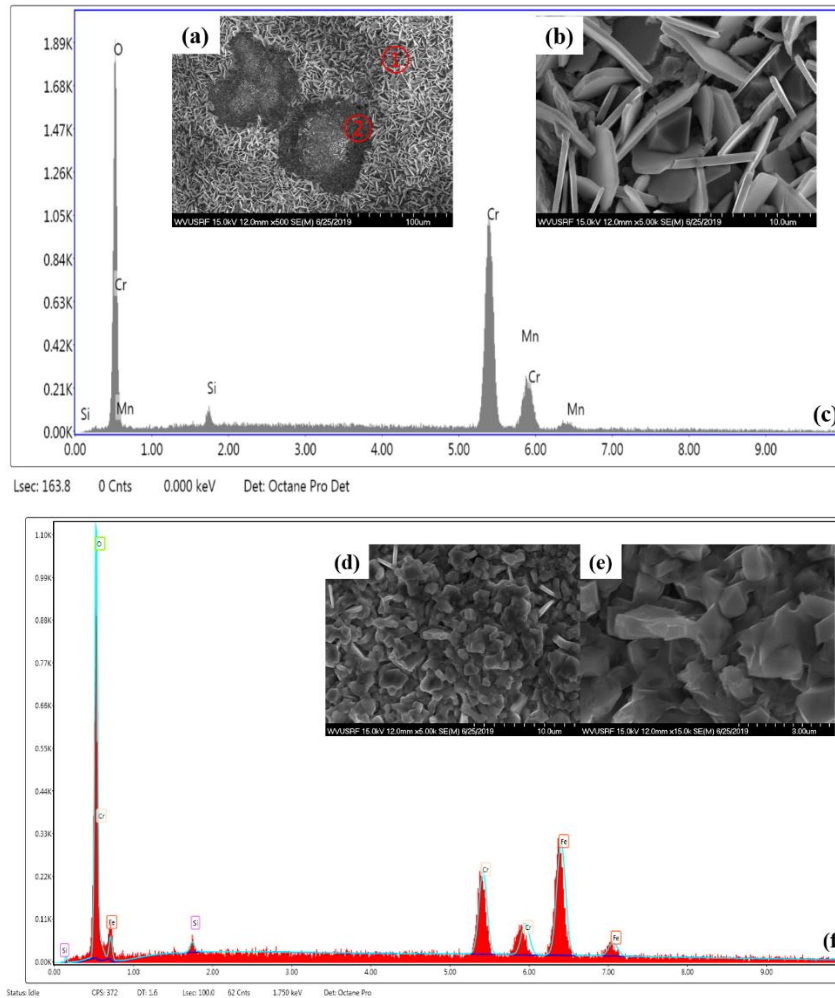 1.89K
O
(a)
①
②
WVUSRF 15.0kV 12.0mm x500 SE(M) 6/25/2019 100um
(b)
WVUSRF 15.0kV 12.0mm x5.00k SE(M) 6/25/2019 10.0um
1.68K
1.47K
1.26K
1.05K
Cr
0.84K
0.63K
Cr
0.42K
Mn
0.21K
Si
Cr
Si
Mn
Mn
0.00K
(c)
0.00 1.00 2.00 3.00 4.00 5.00 6.00 7.00 8.00 9.00
Lsec: 163.8 0 Cnts 0.000 keV Det: Octane Pro Det
1.10K
O
(d)
WVUSRF 15.0kV 12.0mm x5.00k SE(M) 6/25/2019 10.0um
(e)
WVUSRF 15.0kV 12.0mm x15.0k SE(M) 6/25/2019 3.00um
0.99K
0.88K
0.77K
0.66K
0.55K
0.44K
Cr
0.33K
Fe
0.22K
Cr
0.11K
Fe
Si
Cr
Fe
Si
0.00K
(f)
0.00 1.00 2.00 3.00 4.00 5.00 6.00 7.00 8.00 9.00
Status: Idle CPS: 372 DT: 1.6 Lsec: 100.0 62 Cnts 1.750 keV Det: Octane Pro